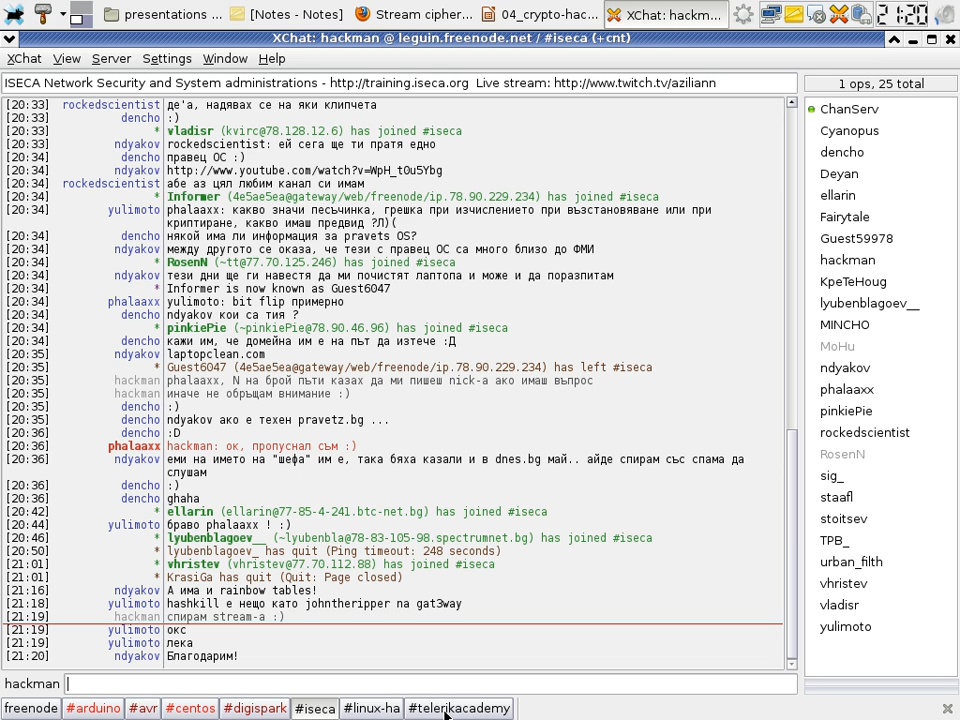 presentations ...
[Notes - Notes]
Stream cipher...
04_crypto-hac...
XChat: hackm...
21:20
XChat: hackman @ leguin.freenode.net / #iseca (+cnt)
XChat View Server Settings Window Help
ISECA Network Security and System administrations - http://training.iseca.org Live stream: http://www.twitch.tv/aziliann
1 ops, 25 total
[20:33] rockedscientist де'а, надявах се на яки клипчета
[20:33] dencho :)
[20:33] * vladisr (kvirc@78.128.12.6) has joined #iseca
[20:33] ndyakov rockedscientist: ей сега ще ти пратя едно
[20:34] dencho правец ОС :)
[20:34] ndyakov http://www.youtube.com/watch?v=WpH_t0u5Ybg
[20:34] rockedscientist абе аз цял любим канал си имам
[20:34] * Informer (4e5ae5ea@gateway/web/freenode/ip.78.90.229.234) has joined #iseca
[20:34] yulimoto phalaaxx: какво значи песъчинка, грешка при изчислението при възстановяване или при
криптиране, какво имаш предвид ?Л)(
[20:34] dencho някой има ли информация за pravets OS?
[20:34] ndyakov между другото се оказа, че тези с правец ОС са много близо до ФМИ
[20:34] * RosenN (~tt@77.70.125.246) has joined #iseca
[20:34] ndyakov тези дни ще ги навестя да ми почистят лаптопа и може и да поразпитам
[20:34] * Informer is now known as Guest6047
[20:34] phalaaxx yulimoto: bit flip примерно
[20:34] dencho ndyakov кои са тия ?
[20:34] * pinkiePie (~pinkiePie@78.90.46.96) has joined #iseca
[20:34] dencho кажи им, че домейна им е на път да изтече :Д
[20:35] ndyakov laptopclean.com
[20:35] * Guest6047 (4e5ae5ea@gateway/web/freenode/ip.78.90.229.234) has left #iseca
[20:35] hackman phalaaxx, N на брой пъти казах да ми пишеш nick-а ако имаш въпрос
[20:35] hackman иначе не обръщам внимание :)
[20:35] dencho :)
[20:35] dencho ndyakov ако е техен pravetz.bg ...
[20:36] dencho :D
[20:36] phalaaxx hackman: ок, пропуснал съм :)
[20:36] ndyakov еми на името на "шефа" им е, така бяха казали и в dnes.bg май.. айде спирам със спама да
слушам
[20:36] dencho :)
[20:36] dencho ghaha
[20:42] * ellarin (ellarin@77-85-4-241.btc-net.bg) has joined #iseca
[20:44] yulimoto браво phalaaxx ! :)
[20:46] * lyubenblagoev__ (~lyubenbla@78-83-105-98.spectrumnet.bg) has joined #iseca
[20:50] * lyubenblagoev_ has quit (Ping timeout: 248 seconds)
[21:01] * vhristev (vhristev@77.70.112.88) has joined #iseca
[21:01] * KrasiGa has quit (Quit: Page closed)
[21:16] ndyakov А има и rainbow tables!
[21:18] yulimoto hashkill е нещо като johntheripper na gat3way
[21:19] hackman спирам stream-а :)
[21:19] yulimoto окс
[21:19] yulimoto лека
[21:20] ndyakov Благодарим!
ChanServ
Cyanopus
dencho
Deyan
ellarin
Fairytale
Guest59978
hackman
KpeTeHoug
lyubenblagoev__
MINCHO
MoHu
ndyakov
phalaaxx
pinkiePie
rockedscientist
RosenN
sig_
staafl
stoitsev
TPB_
urban_filth
vhristev
vladisr
yulimoto
hackman
freenode #arduino #avr #centos #digispark #iseca #linux-ha #telerikacademy